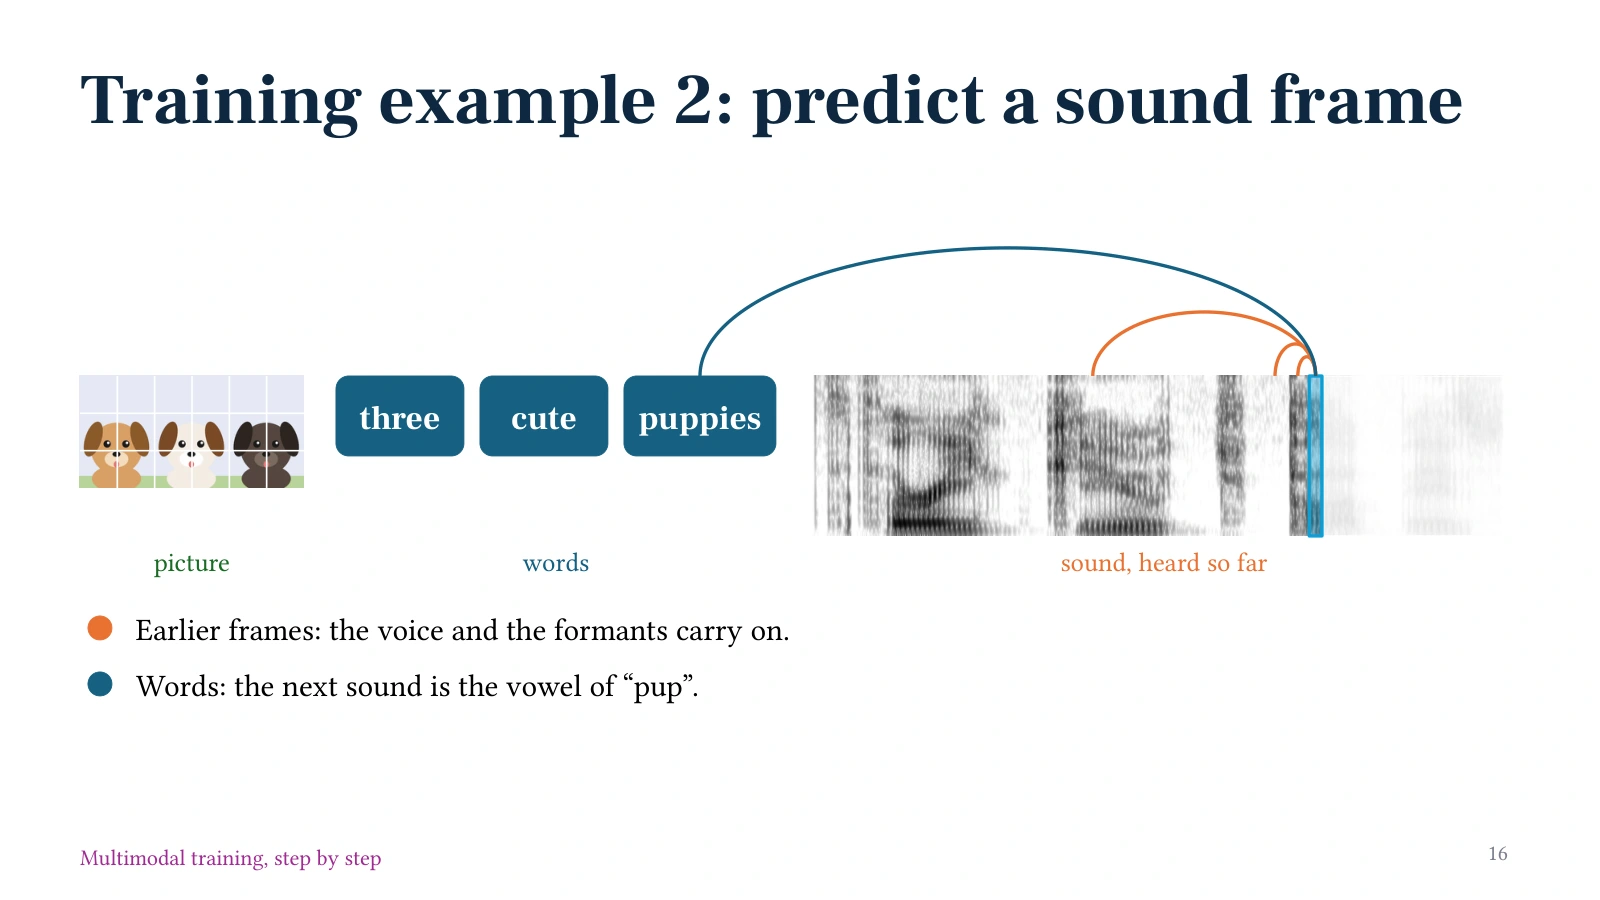 Training example 2: predict a sound frame
three cute puppies
picture words sound, heard so far
Earlier frames: the voice and the formants carry on.
Words: the next sound is the vowel of “pup”.
Multimodal training, step by step
16